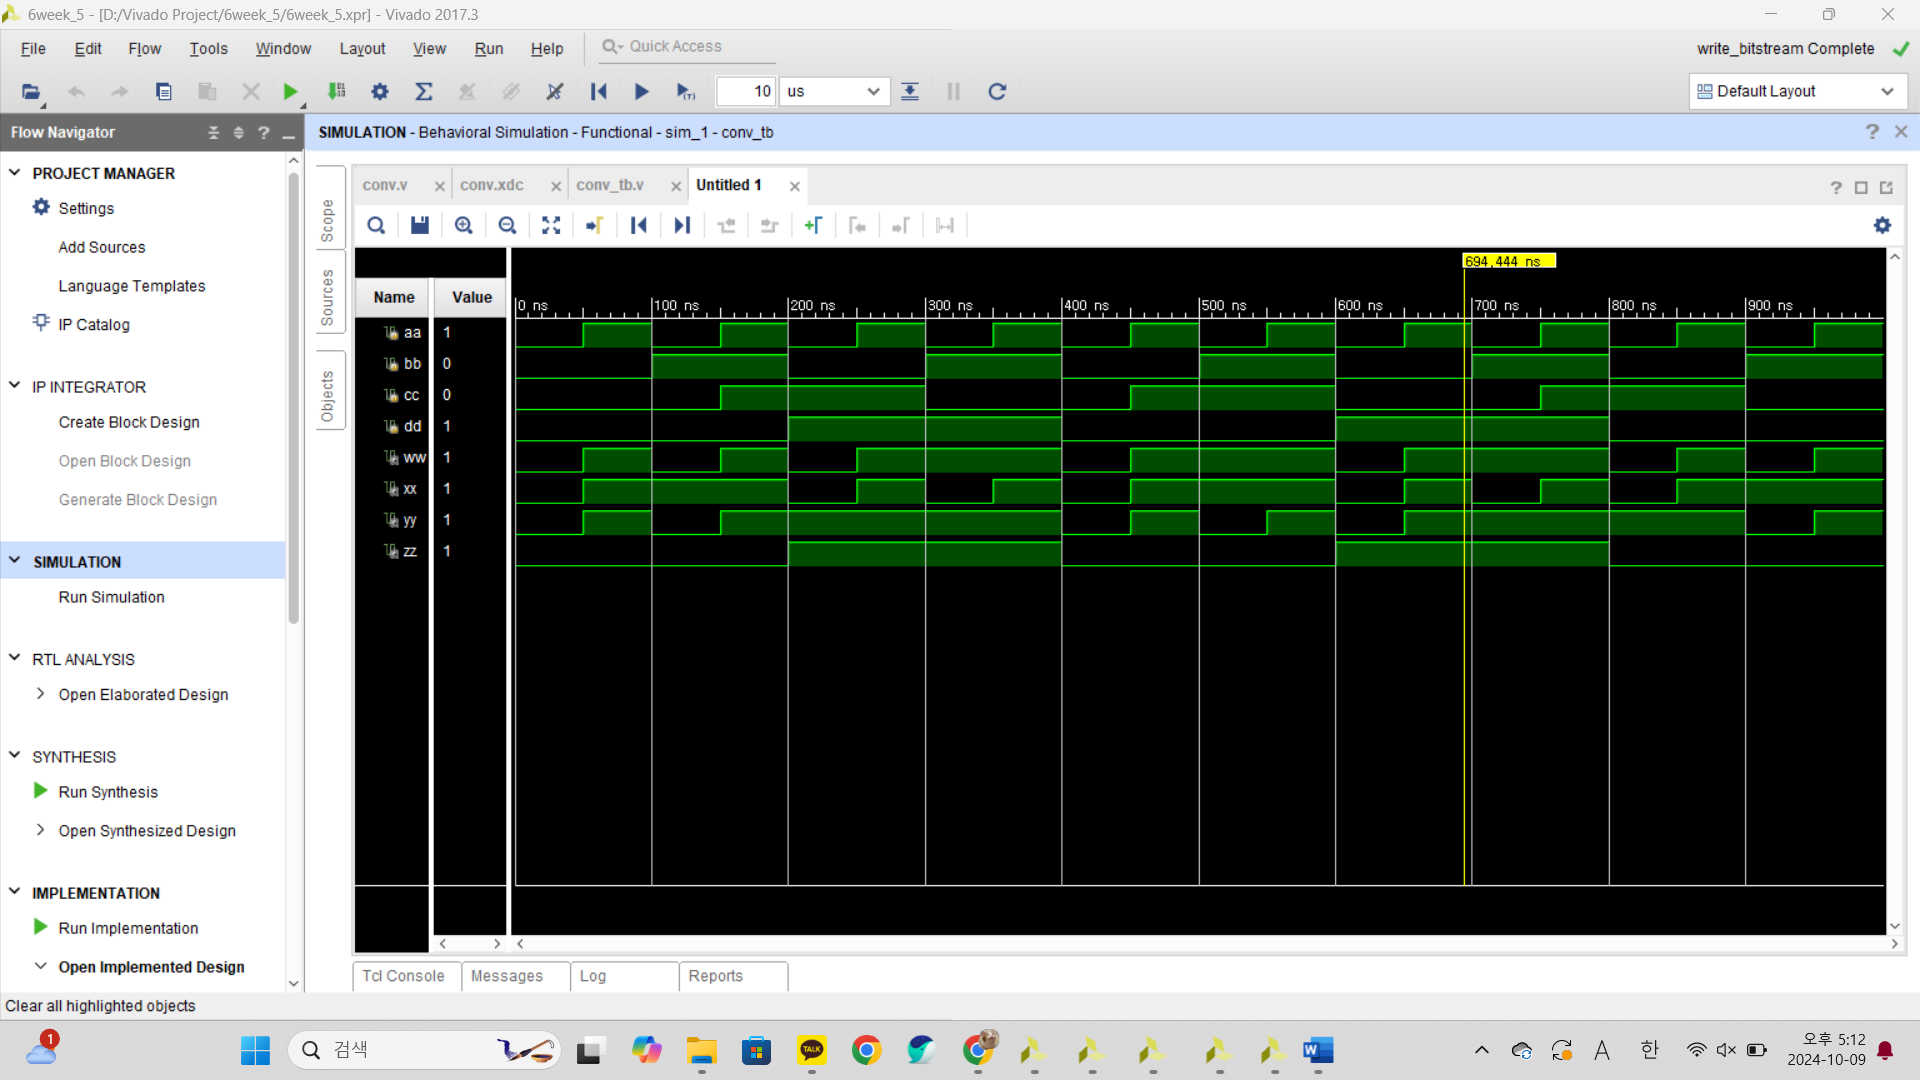 6week_5 - [D:/Vivado Project/6week_5/6week_5.xpr] - Vivado 2017.3
File Edit Flow Tools Window Layout View Run Help Quick Access write_bitstream Complete
10 us Default Layout
Flow Navigator
SIMULATION - Behavioral Simulation - Functional - sim_1 - conv_tb
PROJECT MANAGER
Settings
Add Sources
Language Templates
IP Catalog
IP INTEGRATOR
Create Block Design
Open Block Design
Generate Block Design
SIMULATION
Run Simulation
RTL ANALYSIS
Open Elaborated Design
SYNTHESIS
Run Synthesis
Open Synthesized Design
IMPLEMENTATION
Run Implementation
Open Implemented Design
Scope
Sources
Objects
conv.v conv.xdc conv_tb.v Untitled 1
694,444 ns
Name Value
0 ns 100 ns 200 ns 300 ns 400 ns 500 ns 600 ns 700 ns 800 ns 900 ns
aa 1
bb 0
cc 0
dd 1
ww 1
xx 1
yy 1
zz 1
Tcl Console Messages Log Reports
Clear all highlighted objects
1
검색
TALK
W
A 한
오후 5:12
2024-10-09